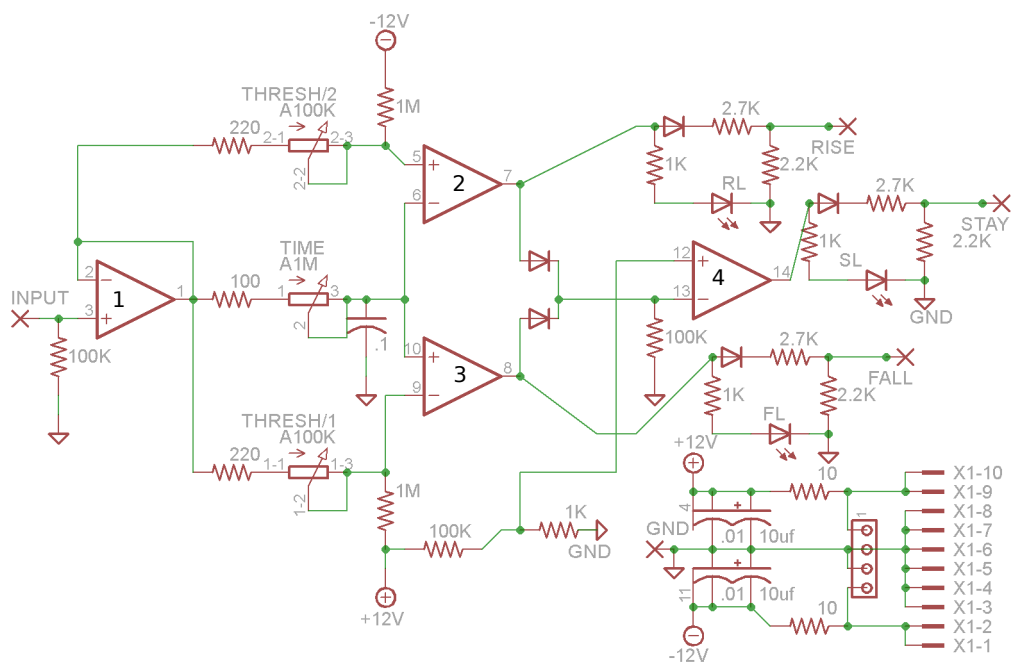 -12V
THRESH/2
A100K
1M
220
2-1
2-3
2-2
5
+
6
−
2
7
2.7K
RISE
1K
2.2K
RL
2.7K
STAY
1K
2.2K
SL
GND
TIME
A1M
100
1
3
2
.1
INPUT
2
−
3
+
1
1
100K
12
+
13
−
4
14
100K
10
+
9
−
3
8
2.7K
FALL
1K
2.2K
FL
THRESH/1
A100K
220
1-1
1-3
1-2
1M
100K
1K
GND
+12V
+12V
4
+
.01
10uf
10
GND
+
.01
10uf
11
10
-12V
1
X1-10
X1-9
X1-8
X1-7
X1-6
X1-5
X1-4
X1-3
X1-2
X1-1